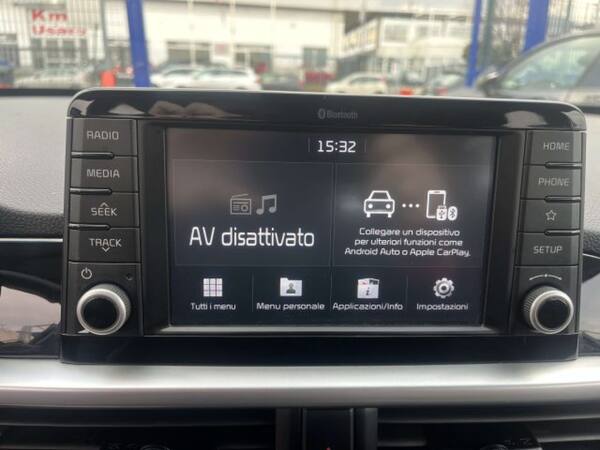 Km
Usacy
Bluetooth
RADIO
MEDIA
SEEK
TRACK
15:32
AV disattivato
Collegare un dispositivo
per ulteriori funzioni come
Android Auto o Apple CarPlay.
Tutti i menu
Menu personale
Applicazioni/Info
Impostazioni
HOME
PHONE
SETUP